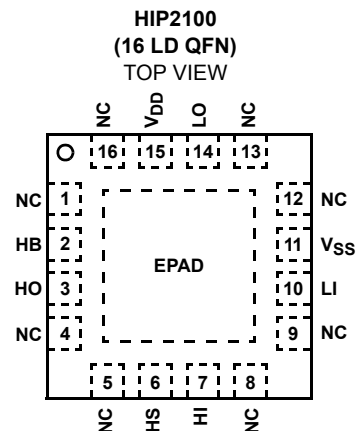 HIP2100
(16 LD QFN)
TOP VIEW
NC VDD LO NC
16 15 14 13
NC 1 12 NC
HB 2 11 VSS
EPAD
HO 3 10 LI
NC 4 9 NC
5 6 7 8
NC HS HI NC